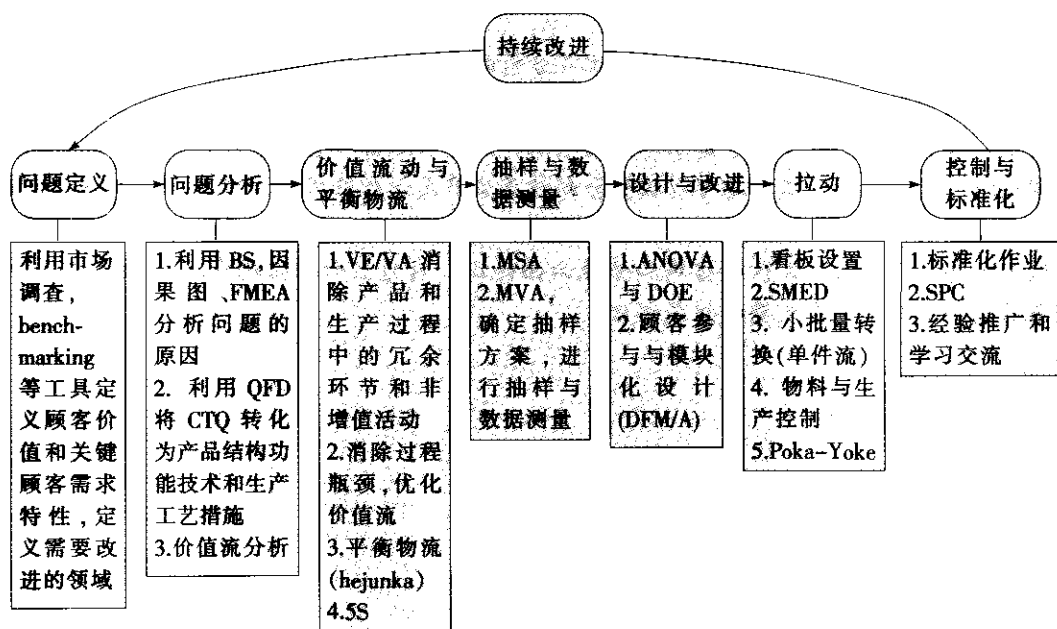 持续改进
问题定义
问题分析
价值流动与
平衡物流
抽样与数
据测量
设计与改进
拉动
控制与
标准化
利用市场
调查,
bench-
marking
等工具定
义顾客价
值和关键
顾客需求
特性,定
义需要改
进的领域
1.利用BS,因
果图、FMEA
分析问题的
原因
2. 利用QFD
将CTQ转化
为产品结构功
能技术和生产
工艺措施
3.价值流分析
1.VE/VA消
除产品和
生产过程
中的冗余
环节和非
增值活动
2.消除过程
瓶颈,优化
价值流
3.平衡物流
(hejunka)
4.5S
1.MSA
2.MVA,
确定抽样
方案,进
行抽样与
数据测量
1.ANOVA
与DOE
2.顾客参
与与模块
化设计
(DFM/A)
1.看板设置
2.SMED
3. 小批量转
换(单件流)
4. 物料与生
产控制
5.Poka-Yoke
1.标准化作业
2.SPC
3.经验推广和
学习交流